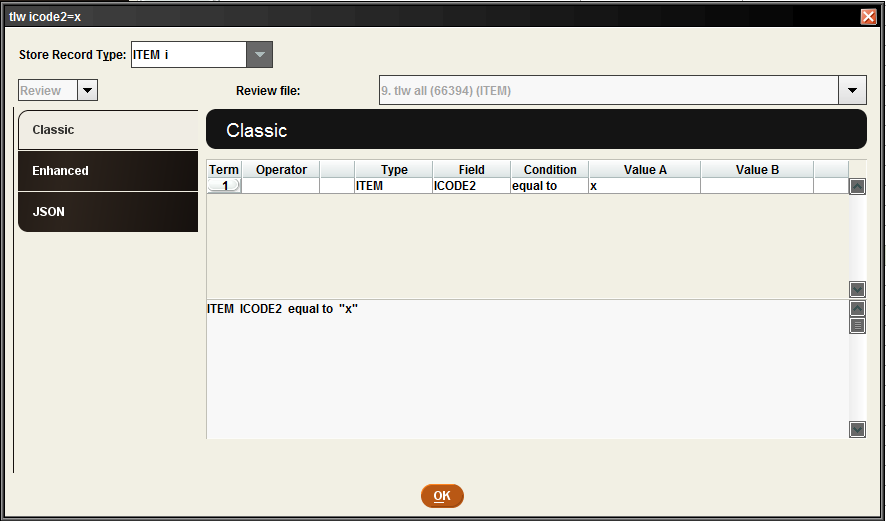 tlw icode2=x
Store Record Type: ITEM i
Review Review file: 9. tlw all (66394) (ITEM)
Classic Classic
Enhanced
JSON
Term Operator Type Field Condition Value A Value B
1 ITEM ICODE2 equal to x
ITEM ICODE2 equal to "x"
OK